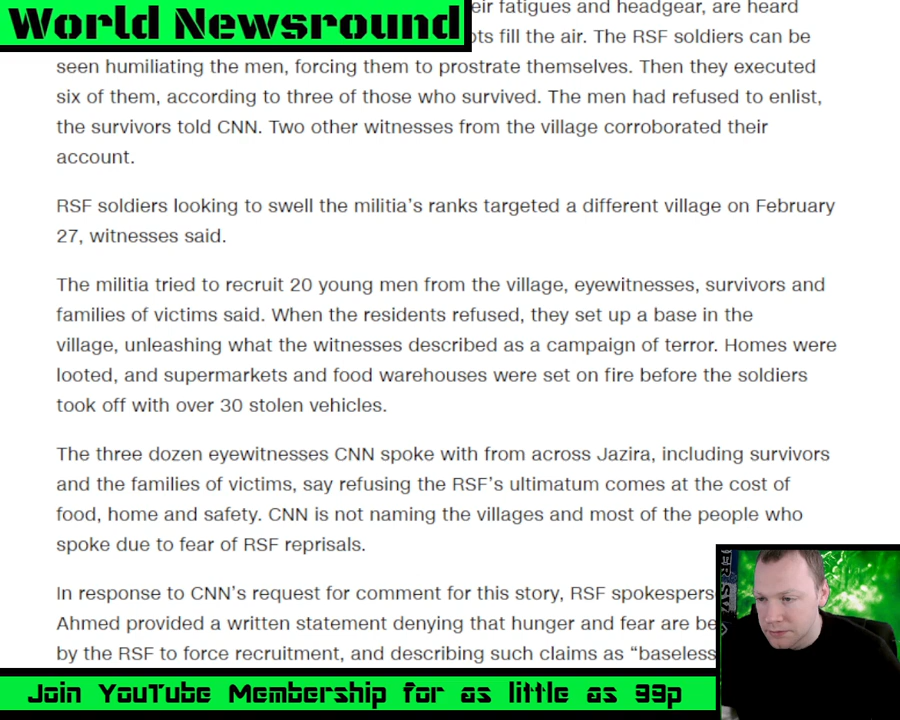 World Newsround
eir fatigues and headgear, are heard
ots fill the air. The RSF soldiers can be
seen humiliating the men, forcing them to prostrate themselves. Then they executed
six of them, according to three of those who survived. The men had refused to enlist,
the survivors told CNN. Two other witnesses from the village corroborated their
account.
RSF soldiers looking to swell the militia's ranks targeted a different village on February
27, witnesses said.
The militia tried to recruit 20 young men from the village, eyewitnesses, survivors and
families of victims said. When the residents refused, they set up a base in the
village, unleashing what the witnesses described as a campaign of terror. Homes were
looted, and supermarkets and food warehouses were set on fire before the soldiers
took off with over 30 stolen vehicles.
The three dozen eyewitnesses CNN spoke with from across Jazira, including survivors
and the families of victims, say refusing the RSF's ultimatum comes at the cost of
food, home and safety. CNN is not naming the villages and most of the people who
spoke due to fear of RSF reprisals.
In response to CNN's request for comment for this story, RSF spokespers
Ahmed provided a written statement denying that hunger and fear are be
by the RSF to force recruitment, and describing such claims as “baseless
Join YouTube Membership for as little as 99p